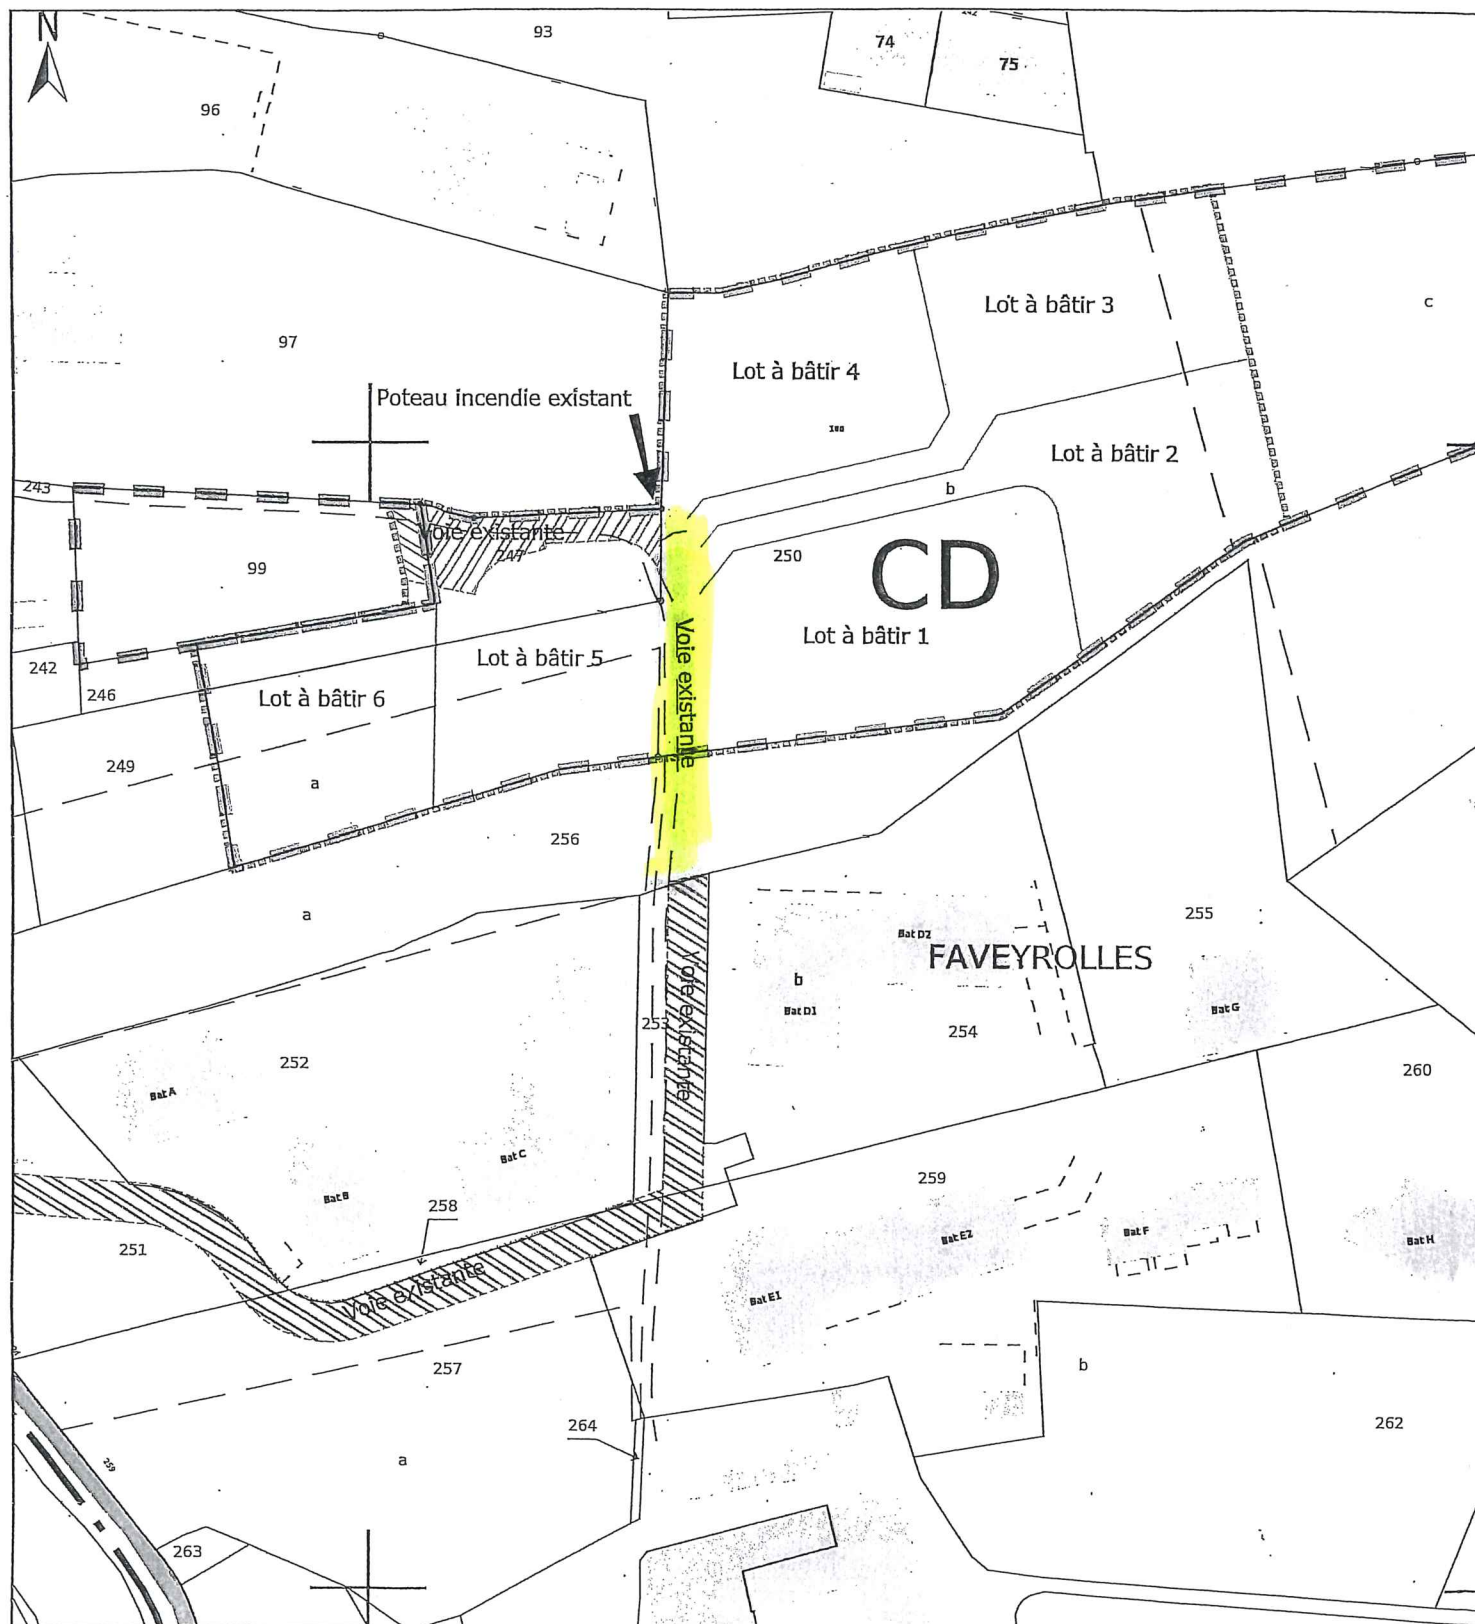 N
93
74
75
96
Lot à bâtir 3
c
97
Lot à bâtir 4
Poteau incendie existant
Lot à bâtir 2
243
b
Voie existante
247
250
99
CD
Lot à bâtir 1
Voie existante
Lot à bâtir 5
242
246
Lot à bâtir 6
249
a
256
a
255
Bat D2
FAVEYROLLES
b
Voie existante
Bat D1
Bat G
253
254
252
260
Bat A
Bat C
259
Bat B
258
251
Bat E2
Bat F
Bat H
Voie existante
Bat E1
257
b
264
262
a
259
263